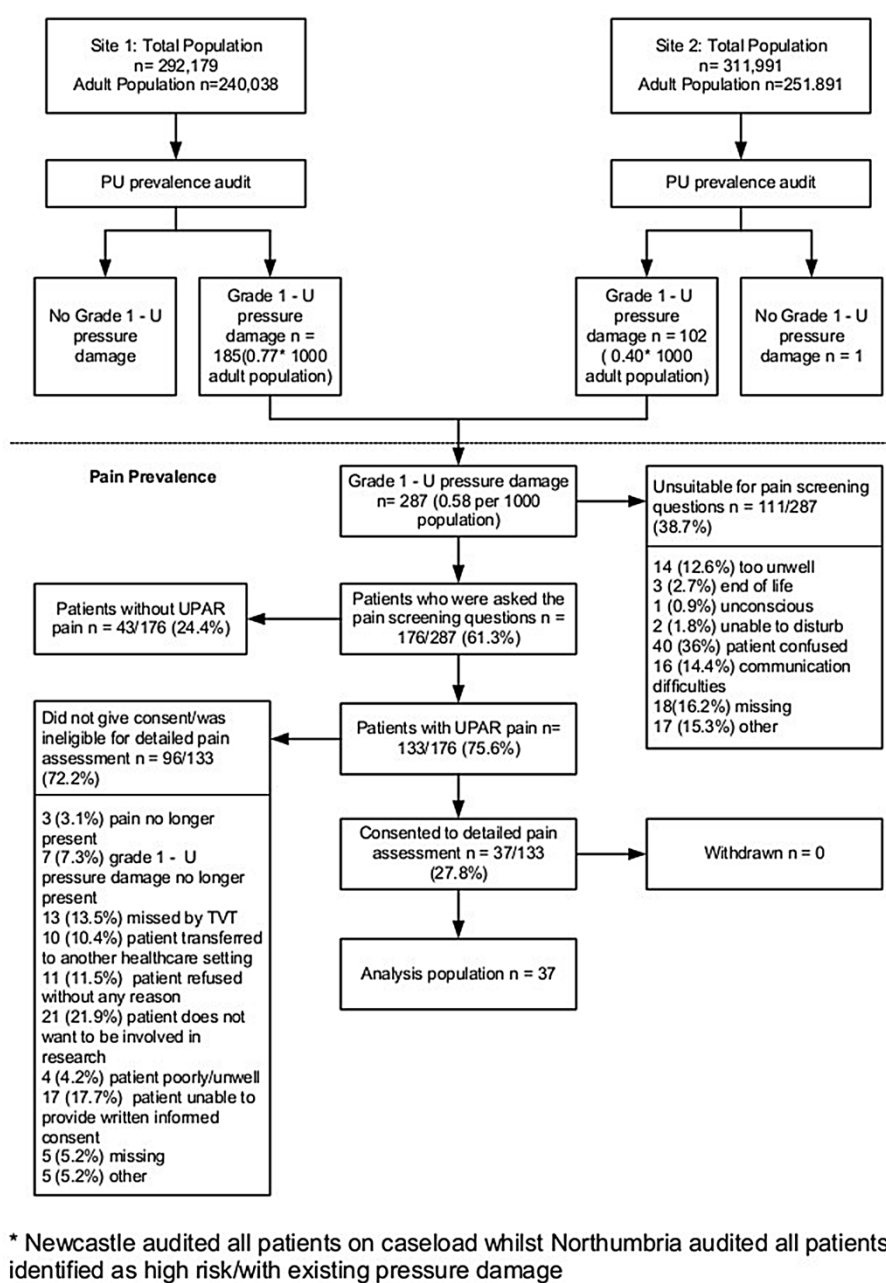 Site 1: Total Population
n= 292,179
Adult Population n=240,038
Site 2: Total Population
n= 311,991
Adult Population n=251.891
PU prevalence audit
PU prevalence audit
No Grade 1 - U
pressure
damage
Grade 1 - U
pressure
damage n =
185(0.77* 1000
adult population)
Grade 1 - U
pressure
damage n = 102
( 0.40* 1000
adult population)
No Grade 1 - U
pressure
damage n = 1
Pain Prevalence
Grade 1 - U pressure damage
n= 287 (0.58 per 1000
population)
Unsuitable for pain screening
questions n = 111/287
(38.7%)
14 (12.6%) too unwell
3 (2.7%) end of life
1 (0.9%) unconscious
2 (1.8%) unable to disturb
40 (36%) patient confused
16 (14.4%) communication
difficulties
18(16.2%) missing
17 (15.3%) other
Patients without UPAR
pain n = 43/176 (24.4%)
Patients who were asked the
pain screening questions n =
176/287 (61.3%)
Did not give consent/was
ineligible for detailed pain
assessment n = 96/133
(72.2%)
3 (3.1%) pain no longer
present
7 (7.3%) grade 1 - U
pressure damage no longer
present
13 (13.5%) missed by TVT
10 (10.4%) patient transferred
to another healthcare setting
11 (11.5%) patient refused
without any reason
21 (21.9%) patient does not
want to be involved in
research
4 (4.2%) patient poorly/unwell
17 (17.7%) patient unable to
provide written informed
consent
5 (5.2%) missing
5 (5.2%) other
Patients with UPAR pain n=
133/176 (75.6%)
Consented to detailed pain
assessment n = 37/133
(27.8%)
Withdrawn n = 0
Analysis population n = 37
* Newcastle audited all patients on caseload whilst Northumbria audited all patients
identified as high risk/with existing pressure damage